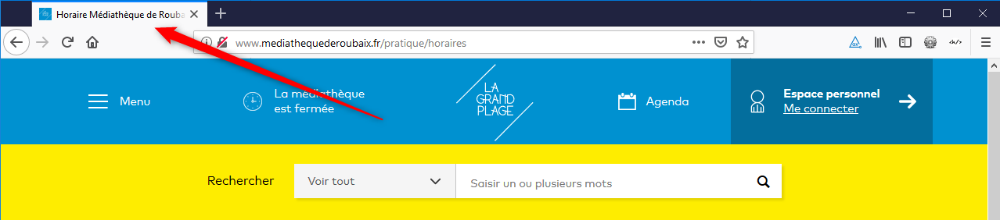 Horaire Médiathèque de Rouba
www.mediathequederoubaix.fr/pratique/horaires
Menu
La médiathèque
est fermée
LA
GRAND
PLAGE
Agenda
Espace personnel
Me connecter
Rechercher
Voir tout
Saisir un ou plusieurs mots